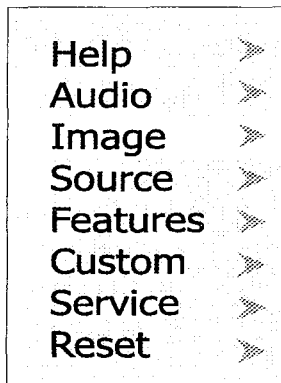 Help
Audio
Image
Source
Features
Custom
Service
Reset